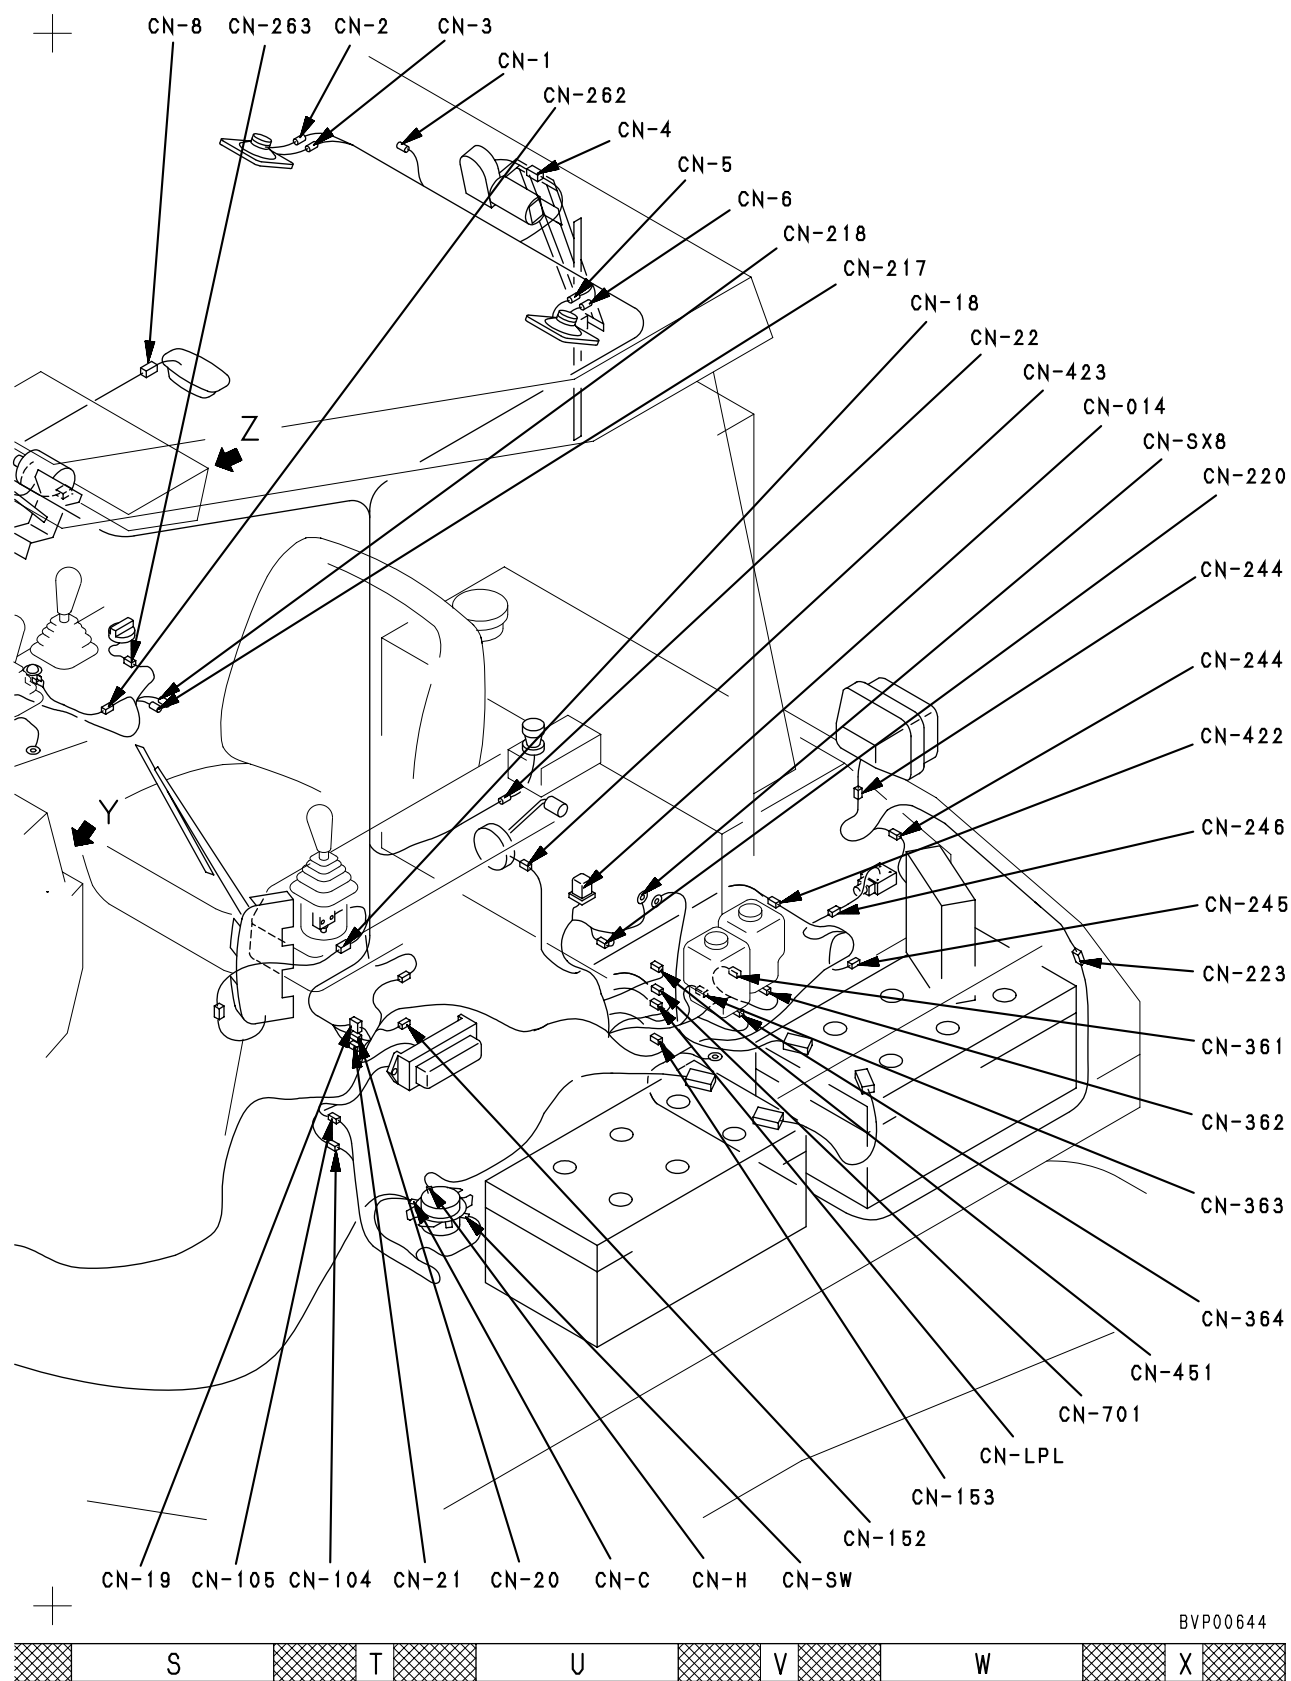 CN-8 CN-263 CN-2 CN-3
CN-1
CN-262
CN-4
CN-5
CN-6
CN-218
CN-217
CN-18
CN-22
CN-423
CN-014
CN-SX8
CN-220
CN-244
CN-244
CN-422
CN-246
CN-245
CN-223
CN-361
CN-362
CN-363
CN-364
CN-451
CN-701
CN-LPL
CN-153
CN-152
Z
Y
CN-19 CN-105 CN-104 CN-21 CN-20 CN-C CN-H CN-SW
BVP00644
S T U V W X